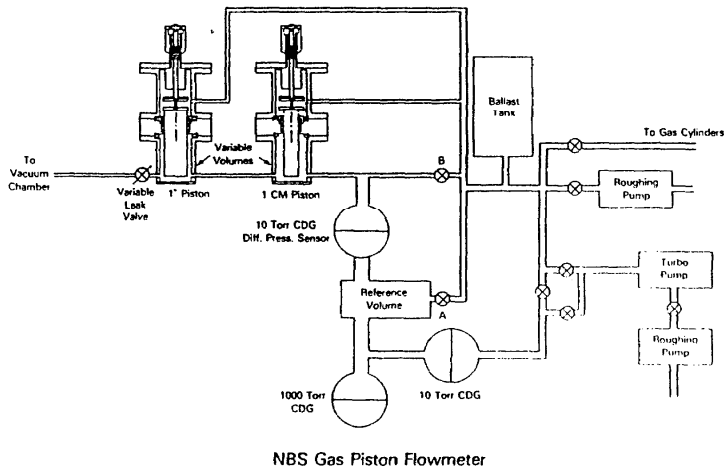 Ballast
Tank
To Gas Cylinders
To
Vacuum
Chamber
Variable
Leak
Valve
1" Piston
Variable
Volumes
1 CM Piston
B
Roughing
Pump
10 Torr CDG
Diff. Press. Sensor
Turbo
Pump
Reference
Volume
A
Roughing
Pump
1000 Torr
CDG
10 Torr CDG
NBS Gas Piston Flowmeter